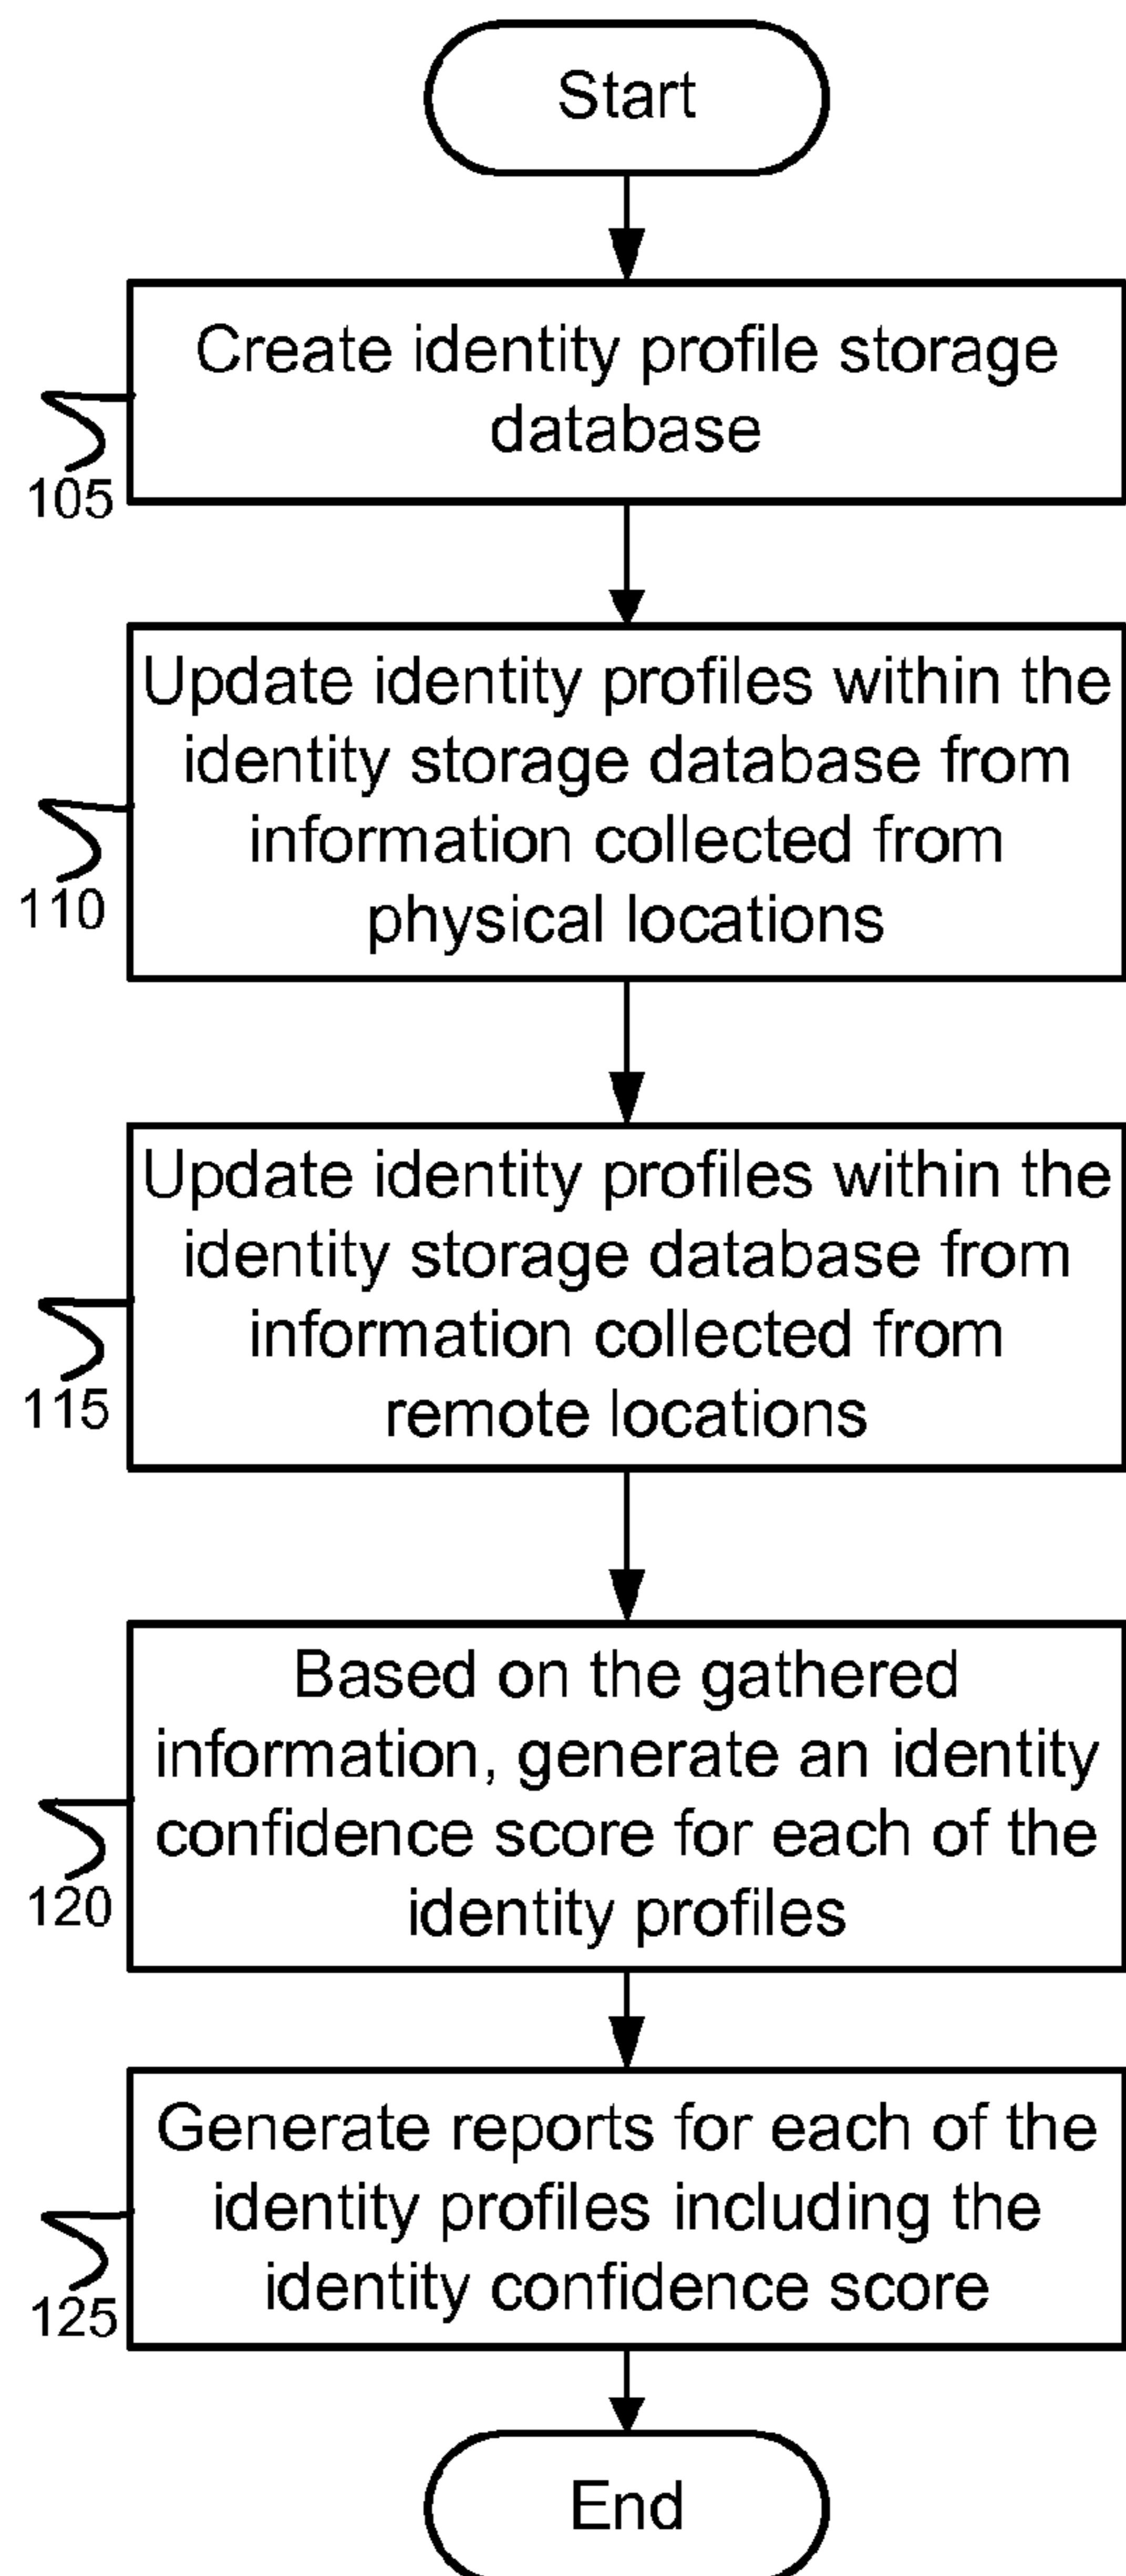 Start
Create identity profile storage
database
105
Update identity profiles within the
identity storage database from
information collected from
physical locations
110
Update identity profiles within the
identity storage database from
information collected from
remote locations
115
Based on the gathered
information, generate an identity
confidence score for each of the
identity profiles
120
Generate reports for each of the
identity profiles including the
identity confidence score
125
End